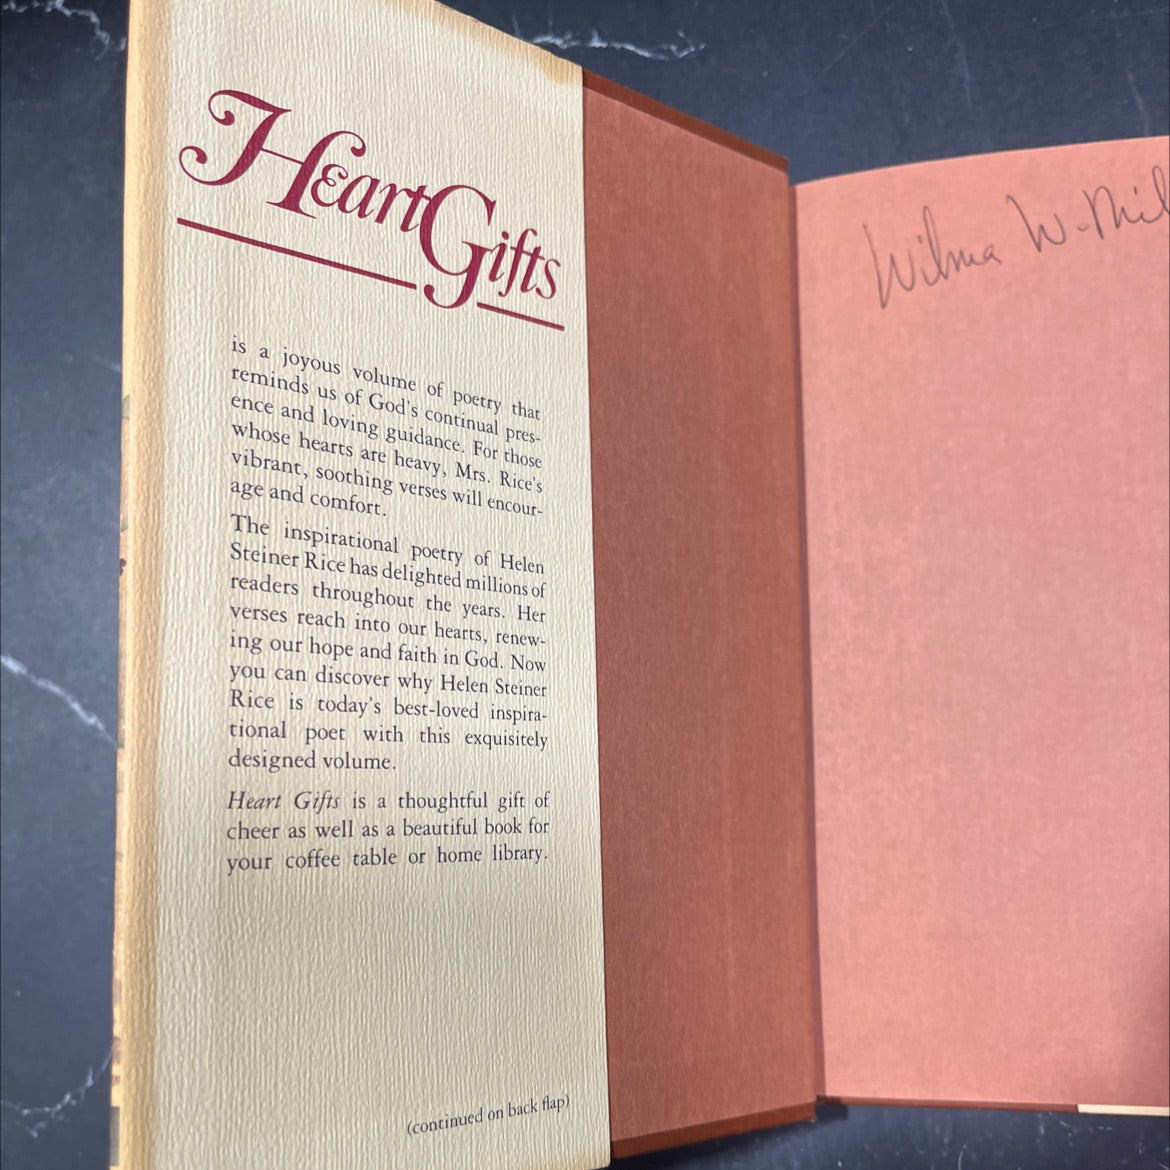 Heart Gifts
is a joyous volume of poetry that
reminds us of God's continual pres-
ence and loving guidance. For those
whose hearts are heavy, Mrs. Rice's
vibrant, soothing verses will encour-
age and comfort.
The inspirational poetry of Helen
Steiner Rice has delighted millions of
readers throughout the years. Her
verses reach into our hearts, renew-
ing our hope and faith in God. Now
you can discover why Helen Steiner
Rice is today's best-loved inspira-
tional poet with this exquisitely
designed volume.
Heart Gifts is a thoughtful gift of
cheer as well as a beautiful book for
your coffee table or home library.
(continued on back flap)
Wilma W.